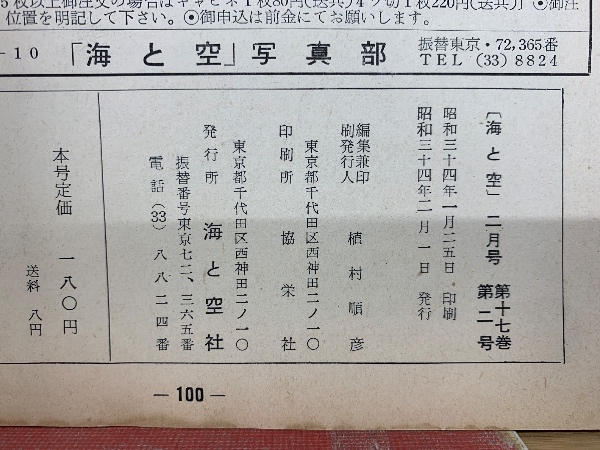 5枚以上御注文の場合はキャビネ1枚80円(送共)4ツ切1枚220円(送共)⦿御注
位置を明記して下さい。⦿御申込は前金にてお願いします。
-10 「海と空」写真部
振替東京・72,365番
TEL (33) 8824
〔海と空〕二月号 第十七巻 第二号
昭和三十四年一月二五日 印刷
昭和三十四年二月一日 発行
編集兼印刷発行人 植村順彦
東京都千代田区西神田二ノ一〇
印刷所 協栄社
東京都千代田区西神田二ノ一〇
発行所 海と空社
振替番号東京七二、三六五番
電話(33)八八二四番
本号定価 一八〇円
送料 八円
— 100 —